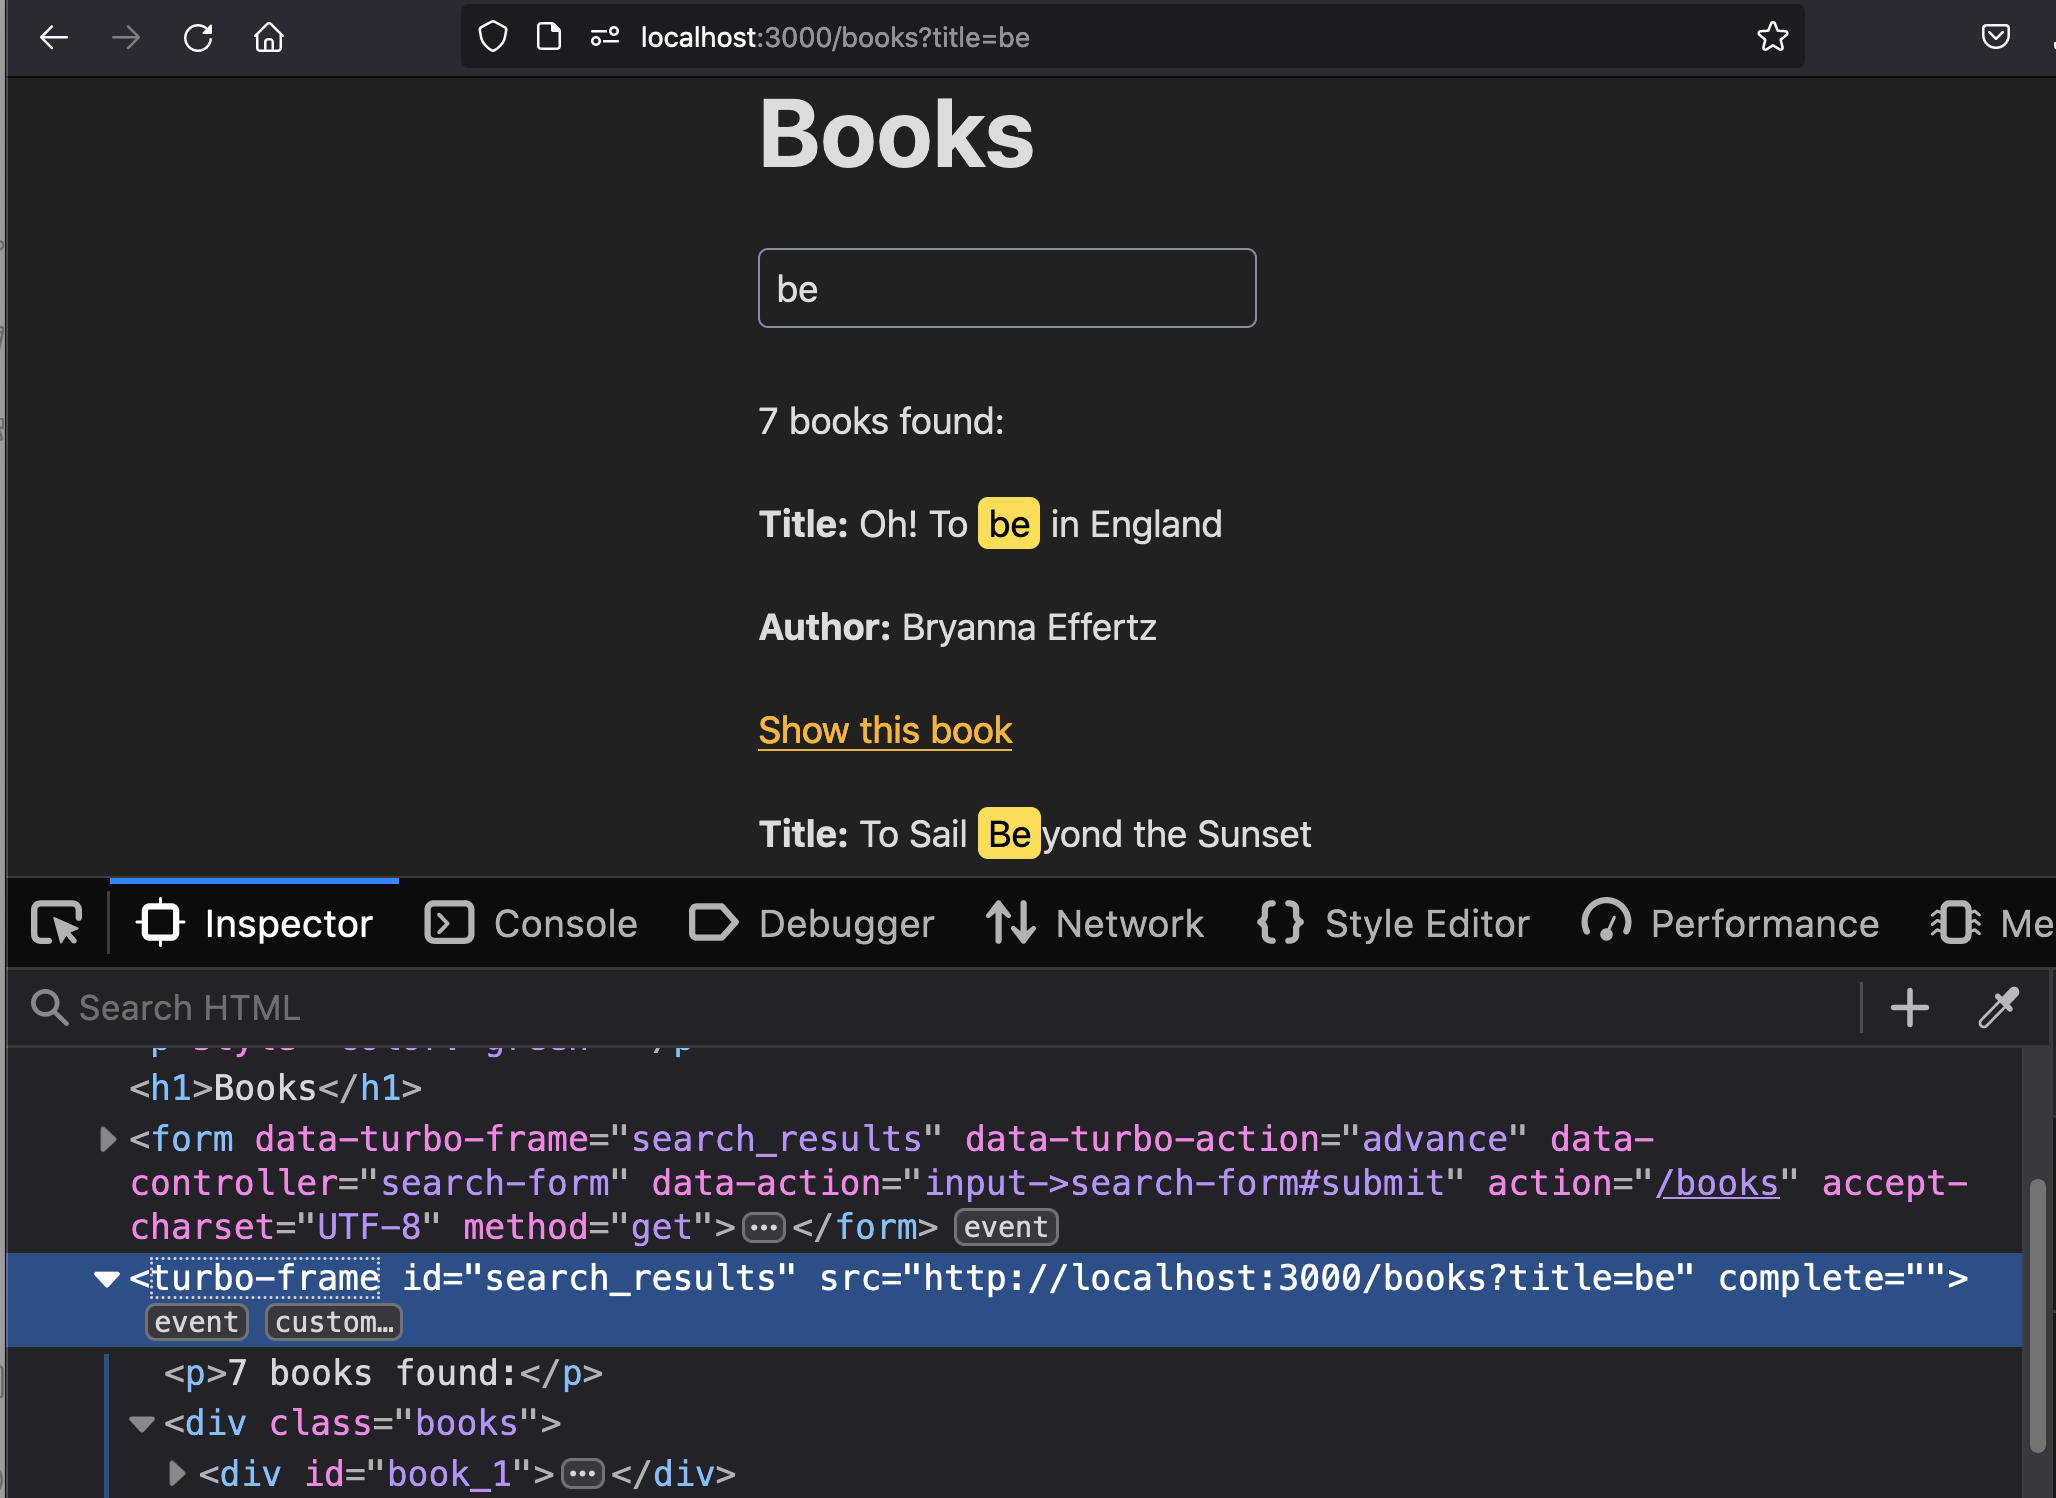 localhost:3000/books?title=be
Books
be
7 books found:
Title: Oh! To be in England
Author: Bryanna Effertz
Show this book
Title: To Sail Beyond the Sunset
Inspector Console Debugger Network {} Style Editor Performance Me
Search HTML
<h1>Books</h1>
<form data-turbo-frame="search_results" data-turbo-action="advance" data-
controller="search-form" data-action="input->search-form#submit" action="/books" accept-
charset="UTF-8" method="get">…</form> event
<turbo-frame id="search_results" src="http://localhost:3000/books?title=be" complete="">
event custom…
<p>7 books found:</p>
<div class="books">
<div id="book_1">…</div>